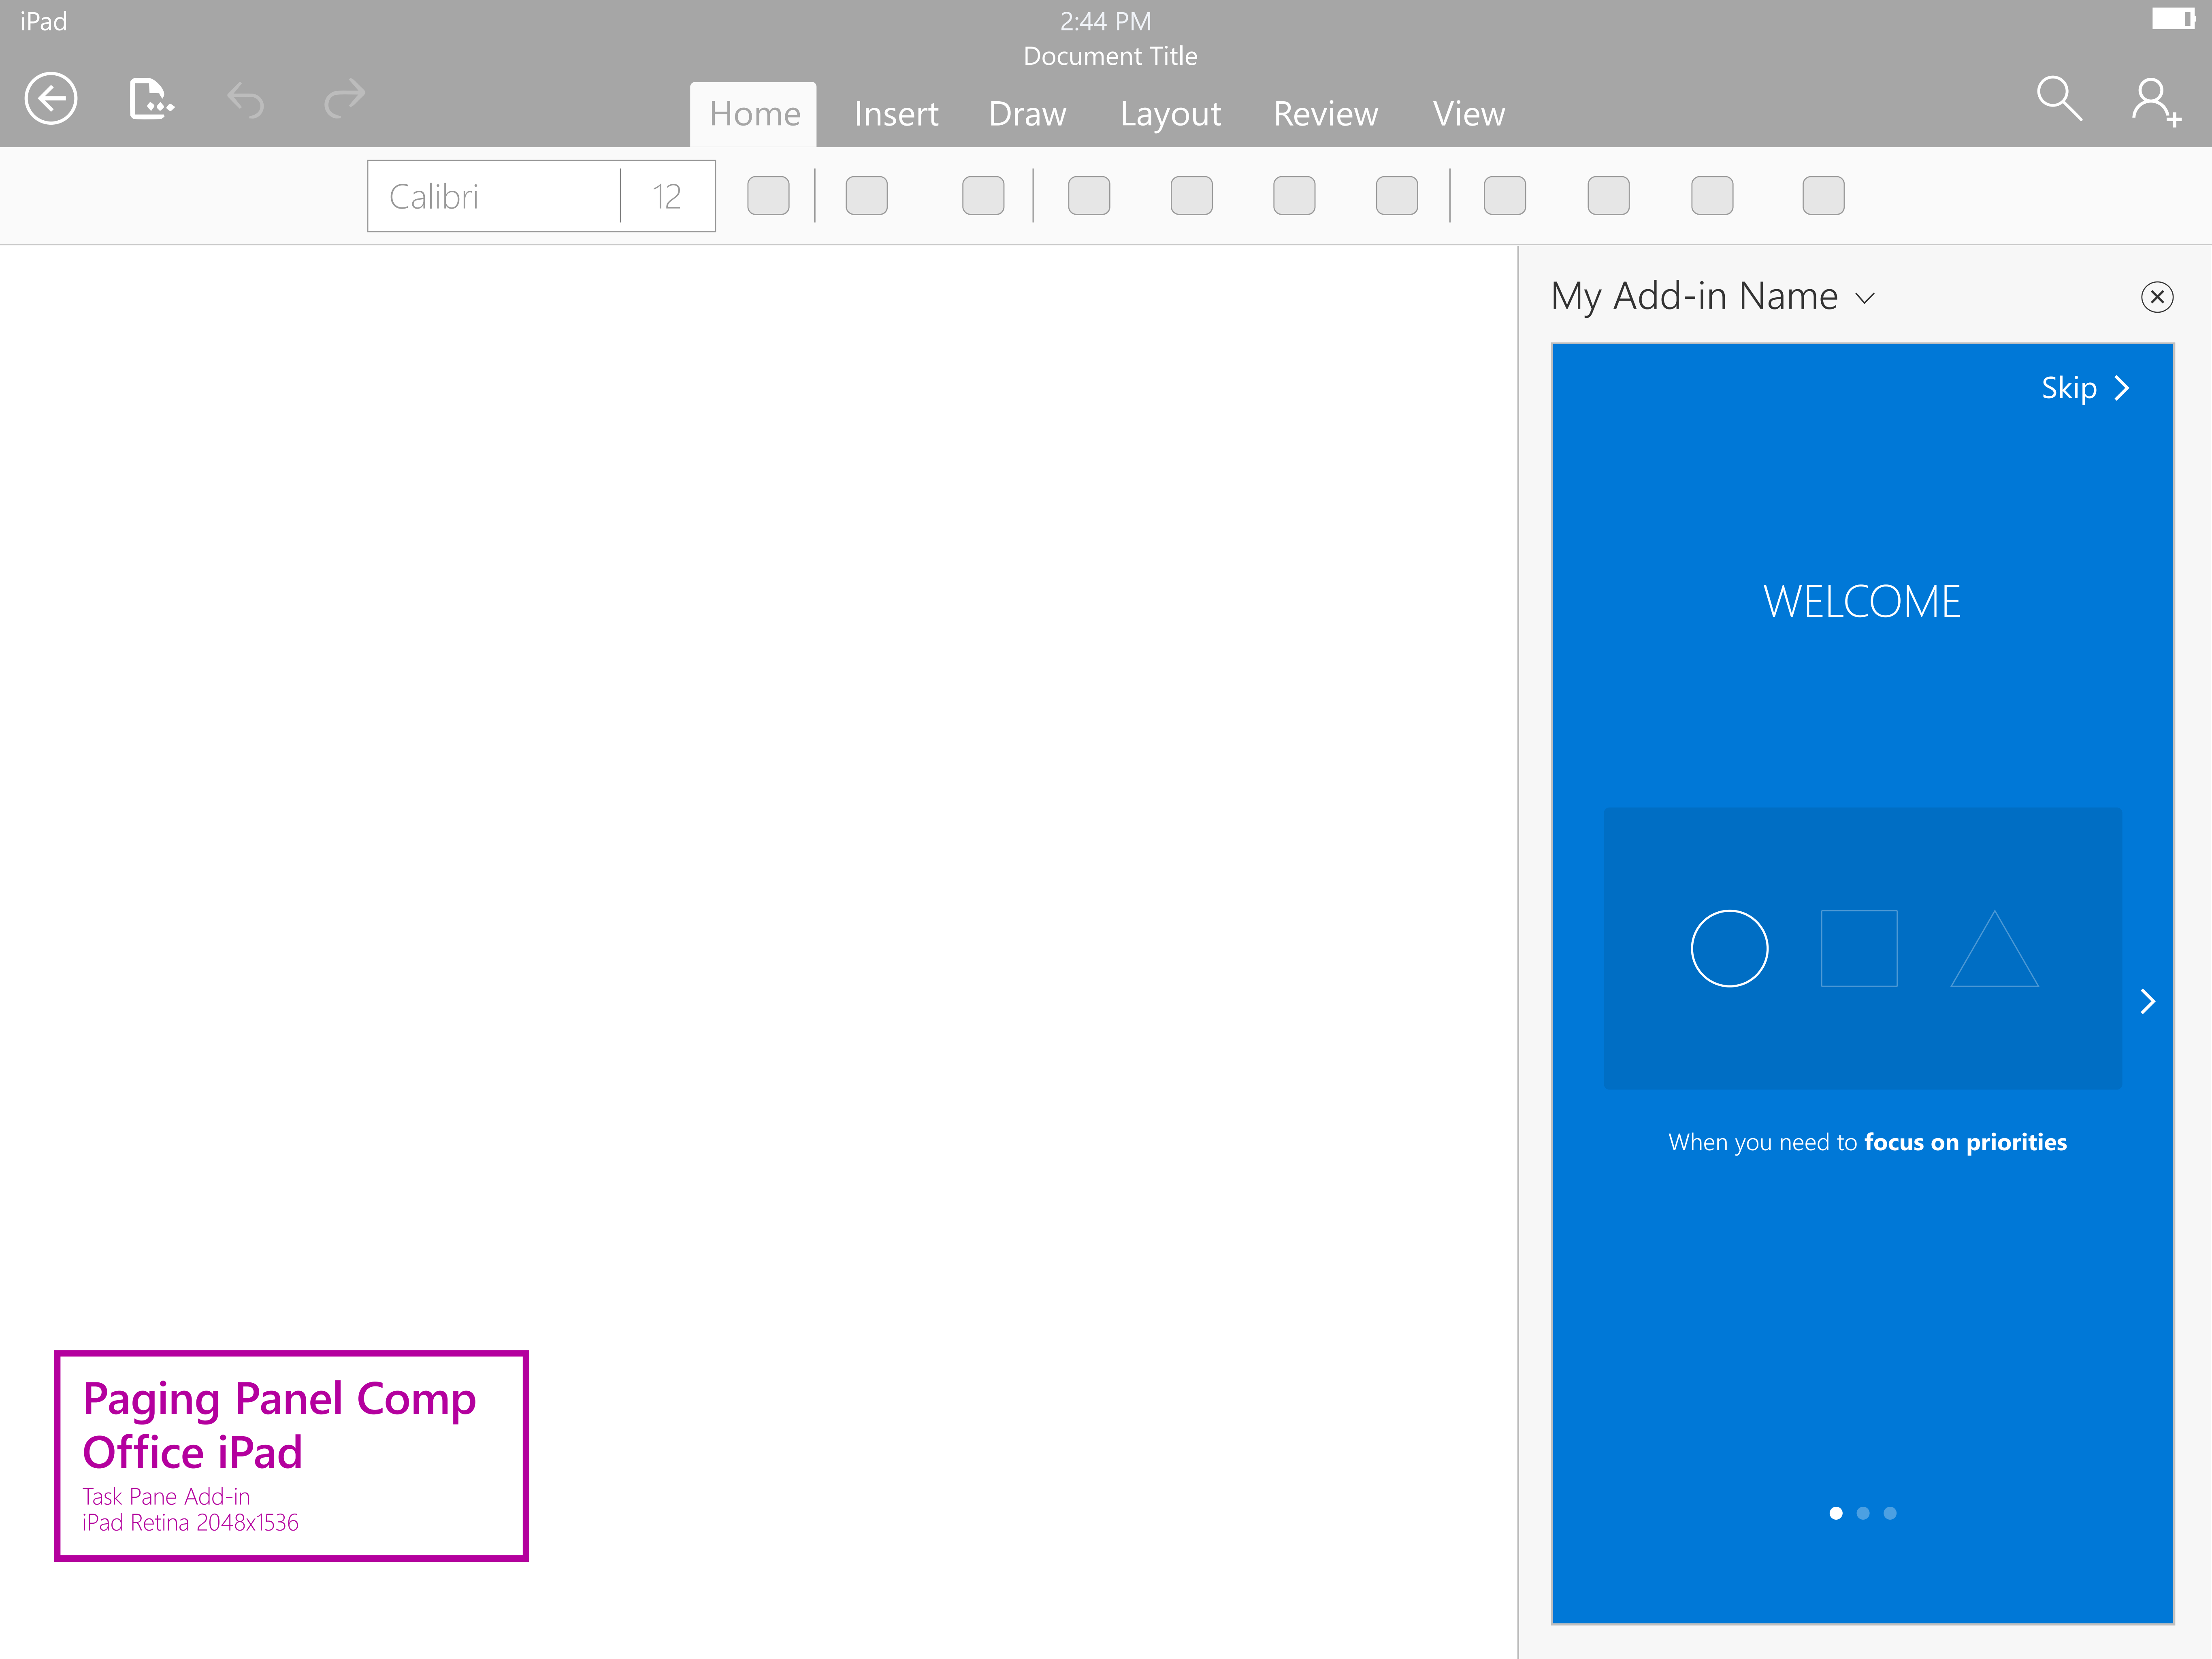 iPad
2:44 PM
Document Title
Home Insert Draw Layout Review View
Calibri 12
My Add-in Name
Skip
WELCOME
When you need to focus on priorities
Paging Panel Comp
Office iPad
Task Pane Add-in
iPad Retina 2048x1536